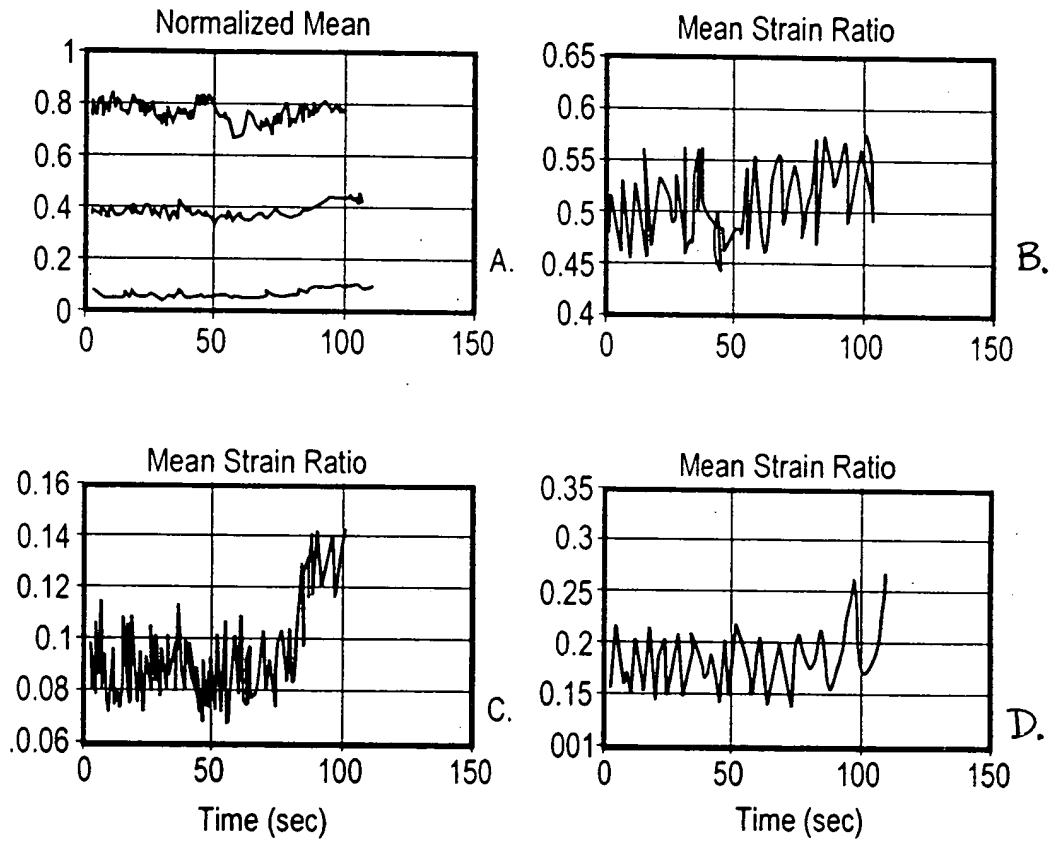 Normalized Mean
1
0.8
0.6
0.4
0.2
0
0 50 100 150
A.
Mean Strain Ratio
0.65
0.6
0.55
0.5
0.45
0.4
0 50 100 150
B.
Mean Strain Ratio
0.16
0.14
0.12
0.1
0.08
.0.06
0 50 100 150
Time (sec)
C.
Mean Strain Ratio
0.35
0.3
0.25
0.2
0.15
001
0 50 100 150
Time (sec)
D.